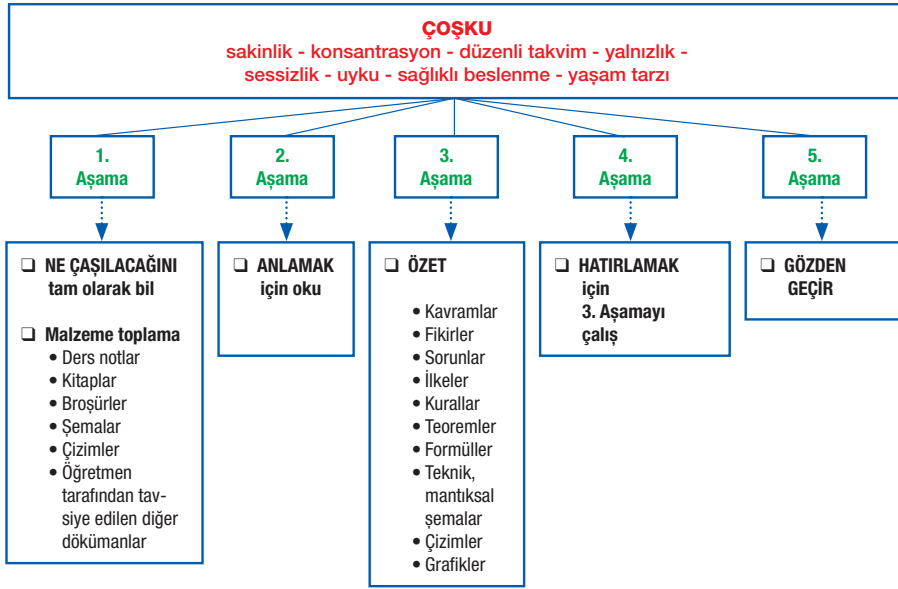 ÇOŞKU
sakinlik - konsantrasyon - düzenli takvim - yalnızlık -
sessizlik - uyku - sağlıklı beslenme - yaşam tarzı
1.
Aşama
2.
Aşama
3.
Aşama
4.
Aşama
5.
Aşama
❑ NE ÇAŞILACAĞINI
tam olarak bil
❑ Malzeme toplama
• Ders notlar
• Kitaplar
• Broşürler
• Şemalar
• Çizimler
• Öğretmen
tarafından tav-
siye edilen diğer
dökümanlar
❑ ANLAMAK
için oku
❑ ÖZET
• Kavramlar
• Fikirler
• Sorunlar
• İlkeler
• Kurallar
• Teoremler
• Formüller
• Teknik,
mantıksal
şemalar
• Çizimler
• Grafikler
❑ HATIRLAMAK
için
3. Aşamayı
çalış
❑ GÖZDEN
GEÇİR